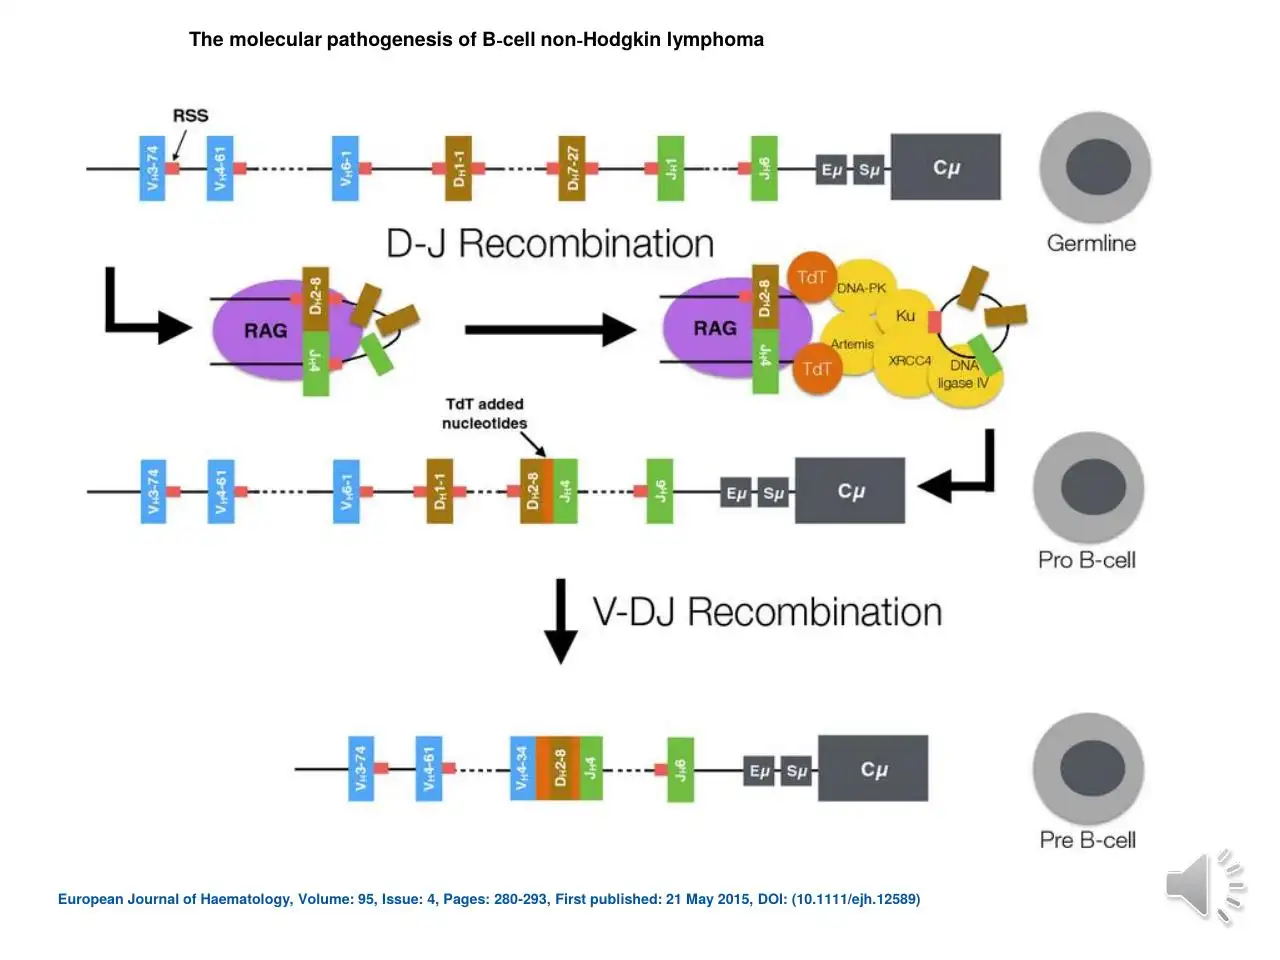 The molecular pathogenesis of B-cell non-Hodgkin lymphoma
RSS
VH3-74
VH4-61
VH6-1
DH1-1
DH7-27
JH1
JH6
Eμ
Sμ
Cμ
Germline
D-J Recombination
RAG
DH2-8
JH4
RAG
DH2-8
JH4
TdT
TdT
DNA-PK
Ku
Artemis
XRCC4
DNA
ligase IV
TdT added
nucleotides
VH3-74
VH4-61
VH6-1
DH1-1
DH2-8
JH4
JH6
Eμ
Sμ
Cμ
Pro B-cell
V-DJ Recombination
VH3-74
VH4-61
VH4-34
DH2-8
JH4
JH6
Eμ
Sμ
Cμ
Pre B-cell
European Journal of Haematology, Volume: 95, Issue: 4, Pages: 280-293, First published: 21 May 2015, DOI: (10.1111/ejh.12589)